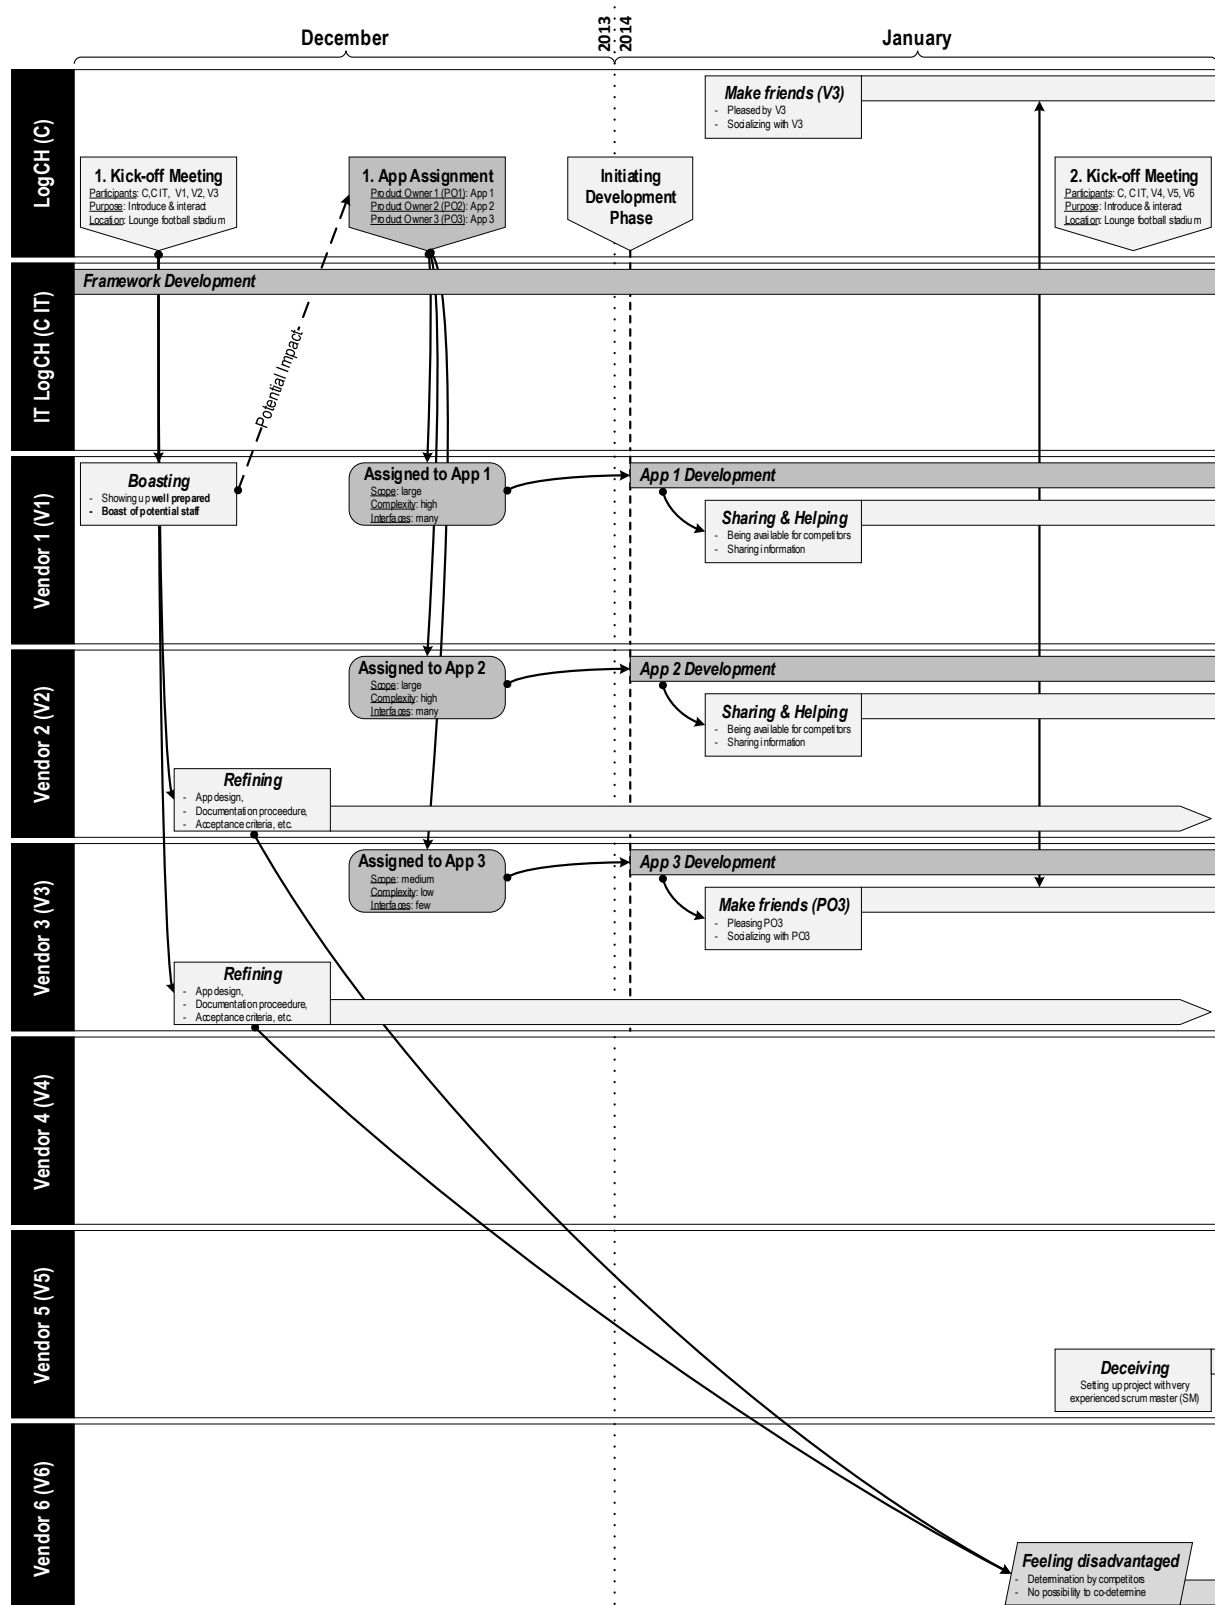 December
2013
2014
January
LogCH (C)
Make friends (V3)
- Pleased by V3
- Socializing with V3
1. Kick-off Meeting
Participants: C,C IT, V1, V2, V3
Purpose: Introduce & interact
Location: Lounge football stadium
1. App Assignment
Product Owner 1 (PO1): App 1
Product Owner 2 (PO2): App 2
Product Owner 3 (PO3): App 3
Initiating
Development
Phase
2. Kick-off Meeting
Participants: C, C IT, V4, V5, V6
Purpose: Introduce & interact
Location: Lounge football stadium
IT LogCH (C IT)
Framework Development
Potential Impact
Vendor 1 (V1)
Boasting
- Showing up well prepared
- Boast of potential staff
Assigned to App 1
Scope: large
Complexity: high
Interfaces: many
App 1 Development
Sharing & Helping
- Being available for competitors
- Sharing information
Vendor 2 (V2)
Assigned to App 2
Scope: large
Complexity: high
Interfaces: many
App 2 Development
Sharing & Helping
- Being available for competitors
- Sharing information
Refining
- App design,
- Documentation proceedure,
- Acceptance criteria, etc.
Vendor 3 (V3)
Assigned to App 3
Scope: medium
Complexity: low
Interfaces: few
App 3 Development
Make friends (PO3)
- Pleasing PO3
- Socializing with PO3
Refining
- App design,
- Documentation proceedure,
- Acceptance criteria, etc.
Vendor 4 (V4)
Vendor 5 (V5)
Deceiving
Setting up project with very
experienced scrum master (SM)
Vendor 6 (V6)
Feeling disadvantaged
- Determination by competitors
- No possibility to co-determine